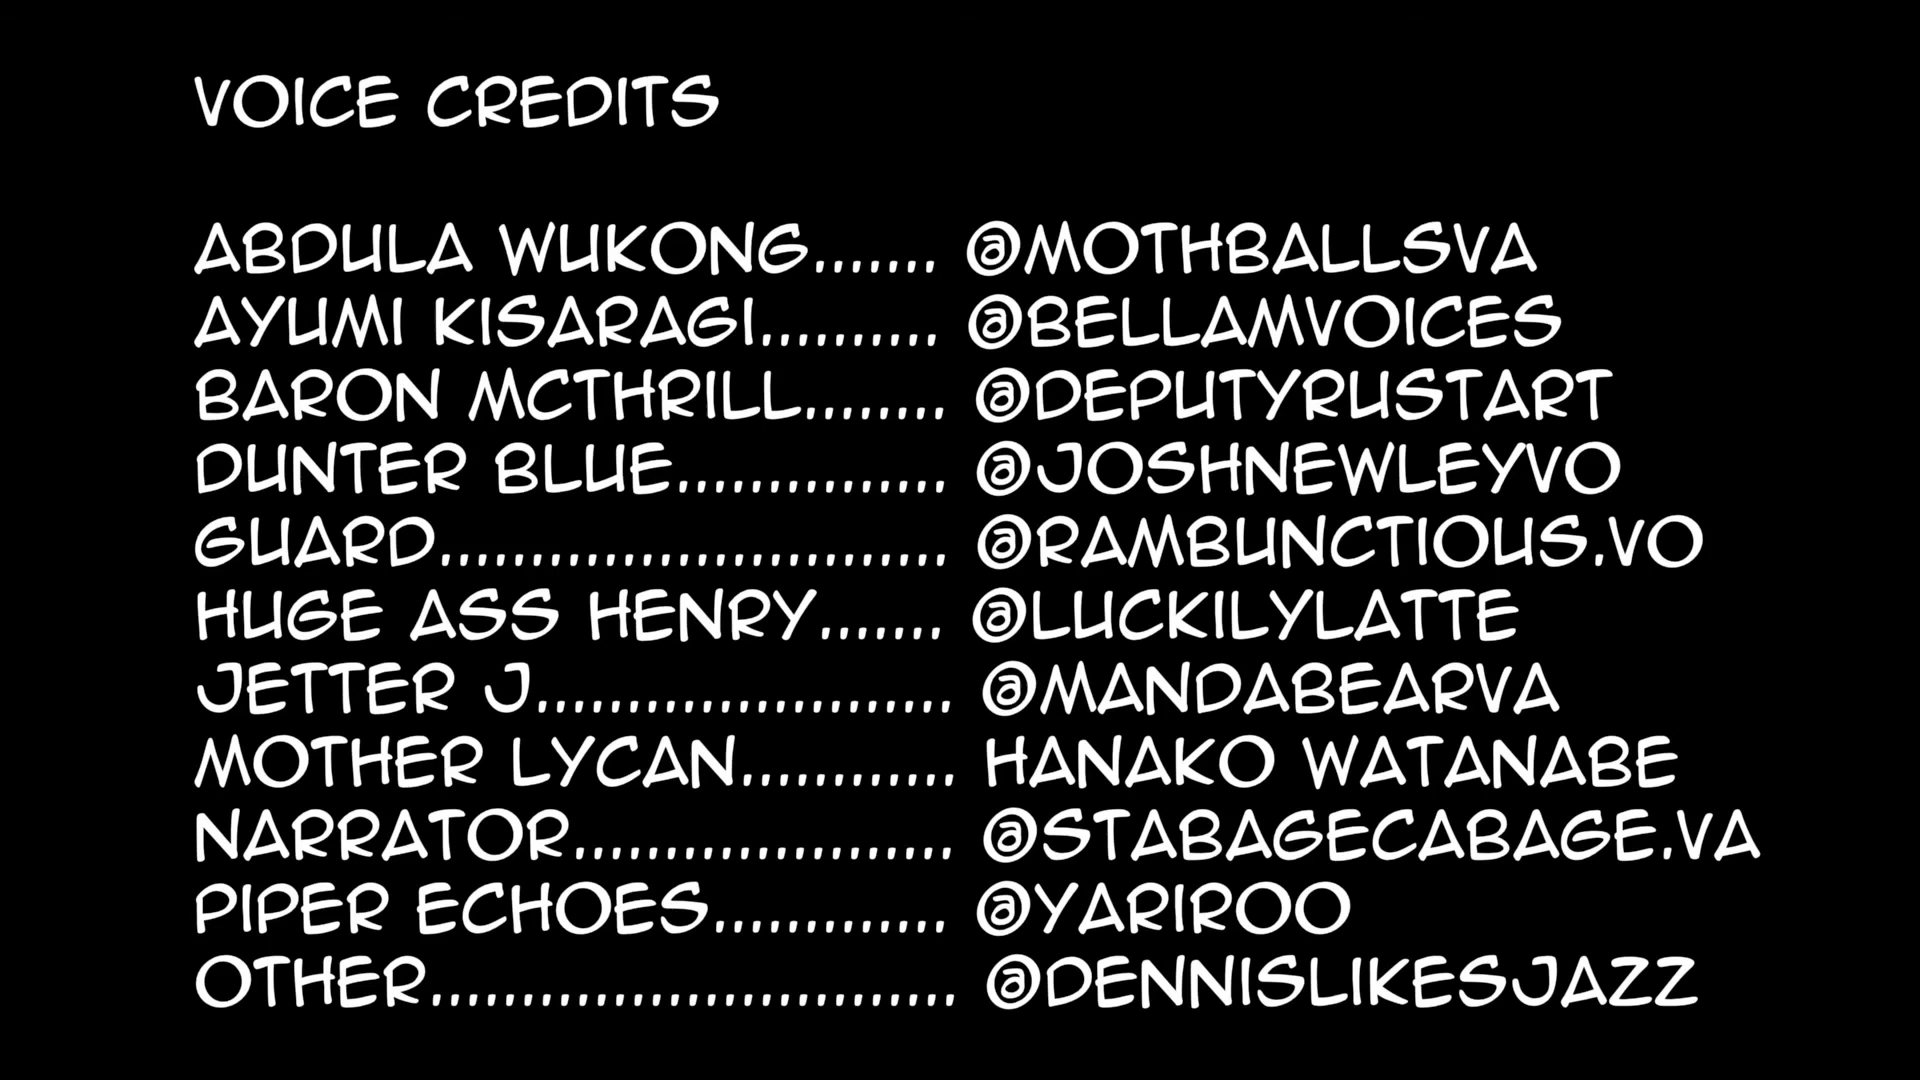 VOICE CREDITS
ABDULA WUKONG....... @MOTHBALLSVA
AYUMI KISARAGI.......... @BELLAMVOICES
BARON MCTHRILL........ @DEPUTYRUSTART
DUNTER BLUE............... @JOSHNEWLEYVO
GUARD............................ @RAMBUNCTIOUS.VO
HUGE ASS HENRY....... @LUCKILYLATTE
JETTER J....................... @MANDABEARVA
MOTHER LYCAN............ HANAKO WATANABE
NARRATOR..................... @STABAGECABAGE.VA
PIPER ECHOES............. @YARIROO
OTHER............................. @DENNISLIKESJAZZ